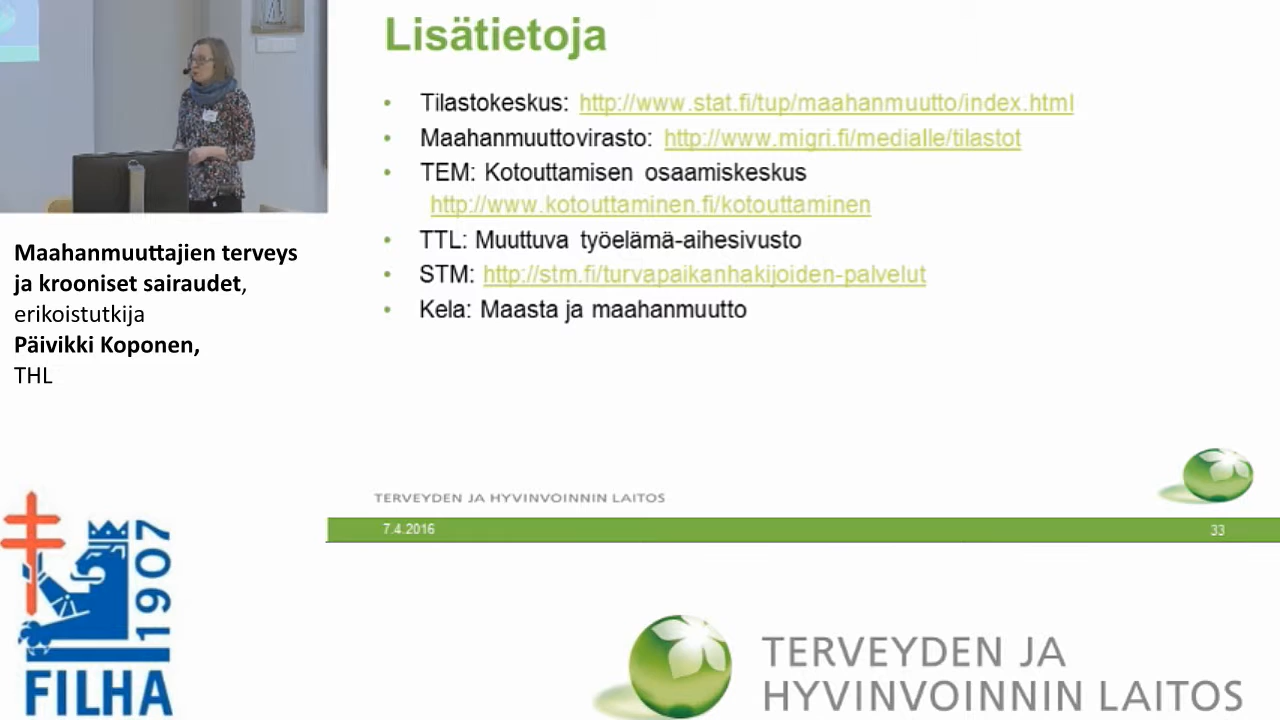 Lisätietoja
• Tilastokeskus: http://www.stat.fi/tup/maahanmuutto/index.html
• Maahanmuuttovirasto: http://www.migri.fi/medialle/tilastot
• TEM: Kotouttamisen osaamiskeskus
http://www.kotouttaminen.fi/kotouttaminen
• TTL: Muuttuva työelämä-aihesivusto
• STM: http://stm.fi/turvapaikanhakijoiden-palvelut
• Kela: Maasta ja maahanmuutto
TERVEYDEN JA HYVINVOINNIN LAITOS
7.4.2016
33
Maahanmuuttajien terveys
ja krooniset sairaudet,
erikoistutkija
Päivikki Koponen,
THL
1907
FILHA
TERVEYDEN JA
HYVINVOINNIN LAITOS